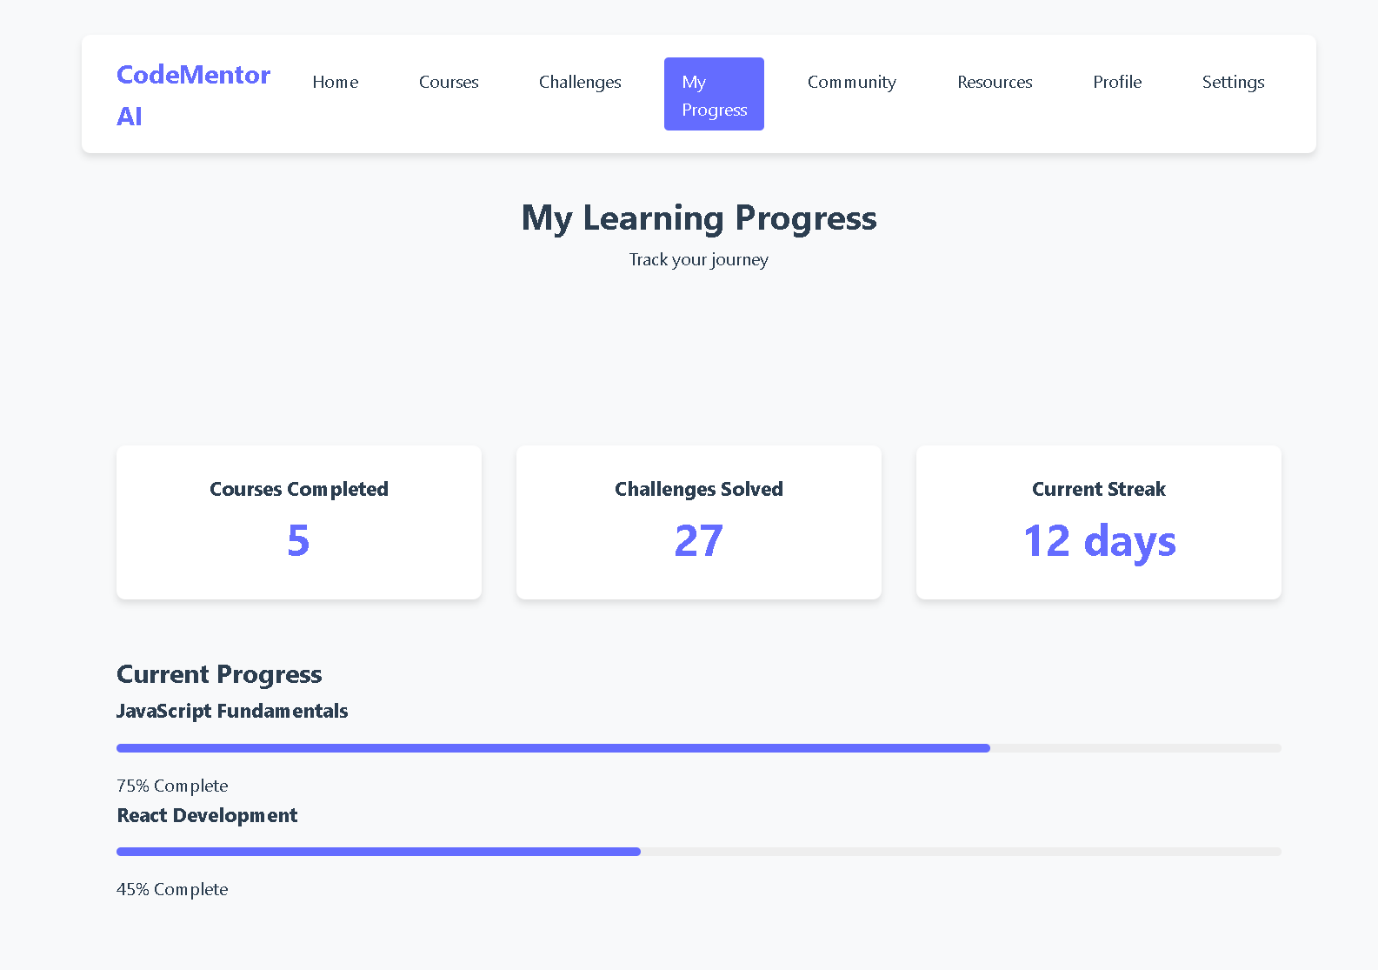 CodeMentor AI
Home
Courses
Challenges
My Progress
Community
Resources
Profile
Settings
My Learning Progress
Track your journey
Courses Completed
5
Challenges Solved
27
Current Streak
12 days
Current Progress
JavaScript Fundamentals
75% Complete
React Development
45% Complete